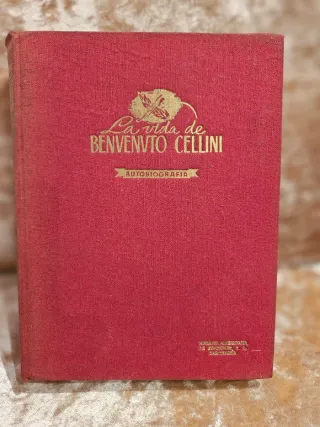 La vida de
BENVENVTO CELLINI
AUTOBIOGRAFIA